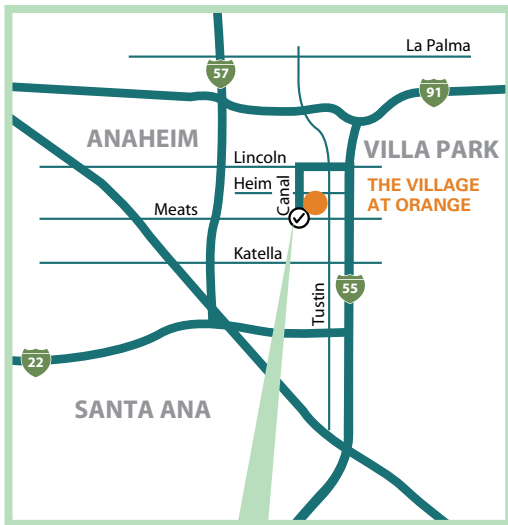 La Palma
57
91
ANAHEIM
VILLA PARK
Lincoln
Heim
THE VILLAGE
AT ORANGE
Canal
Meats
Katella
55
Tustin
22
SANTA ANA